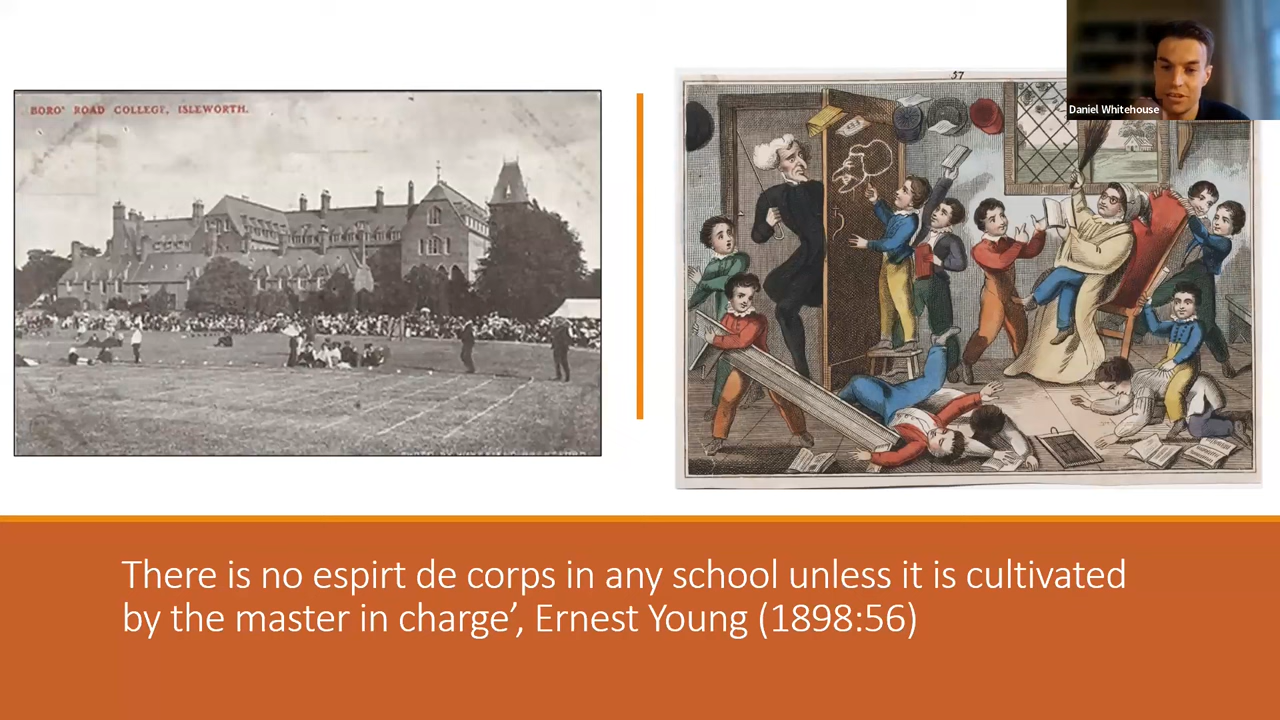 BORO' ROAD COLLEGE, ISLEWORTH.
57
Daniel Whitehouse
There is no espirt de corps in any school unless it is cultivated
by the master in charge’, Ernest Young (1898:56)